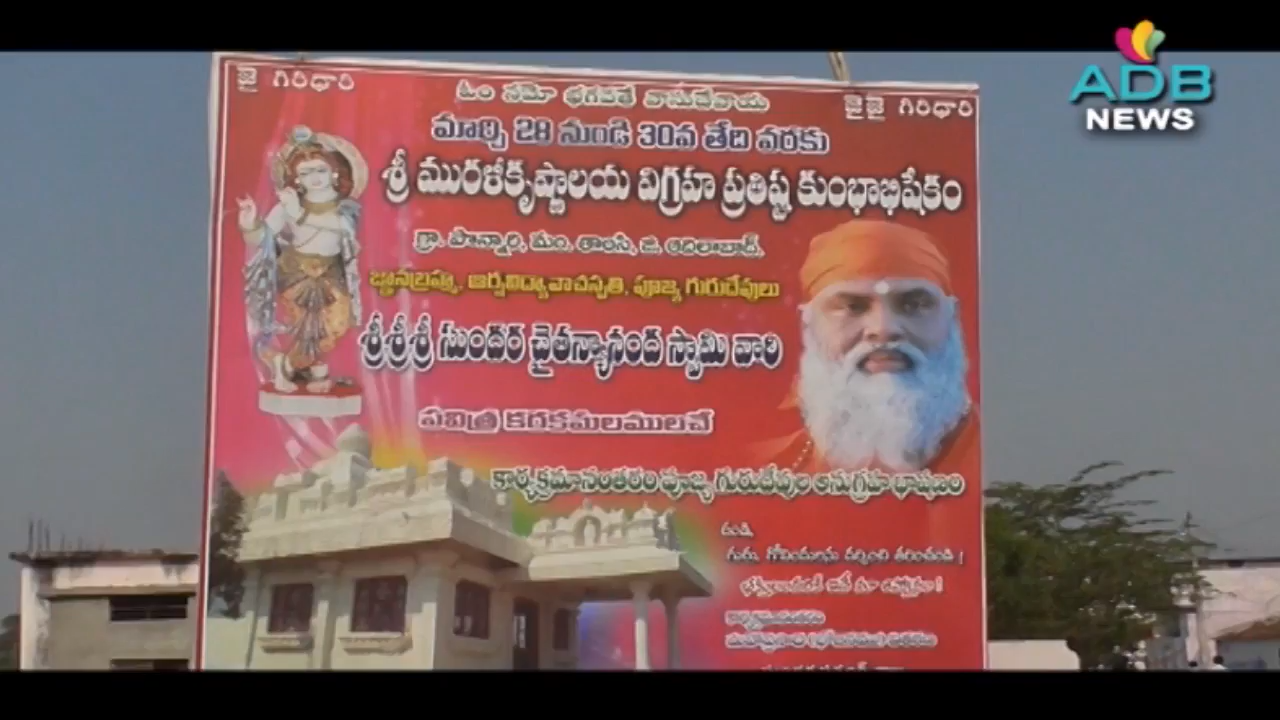 జై గిరిధారి
ఓం నమో భగవతే వాసుదేవాయ
జైజై గిరిధారి
ADB
NEWS
మార్చి 28 నుండి 30వ తేది వరకు
శ్రీ మురళీకృష్ణాలయ విగ్రహ ప్రతిష్ట కుంభాభిషేకం
గ్రా. పొన్నారి, మం. తాంసి, జి. ఆదిలాబాద్.
జ్ఞానబ్రహ్మ, ఆర్షవిద్యావాచస్పతి, పూజ్య గురుదేవులు
శ్రీశ్రీశ్రీ సుందర చైతన్యానంద స్వామి వారి
పవిత్ర కరకమలములచే
కార్యక్రమానంతరం పూజ్య గురుదేవుల అనుగ్రహ భాషణం
రండి,